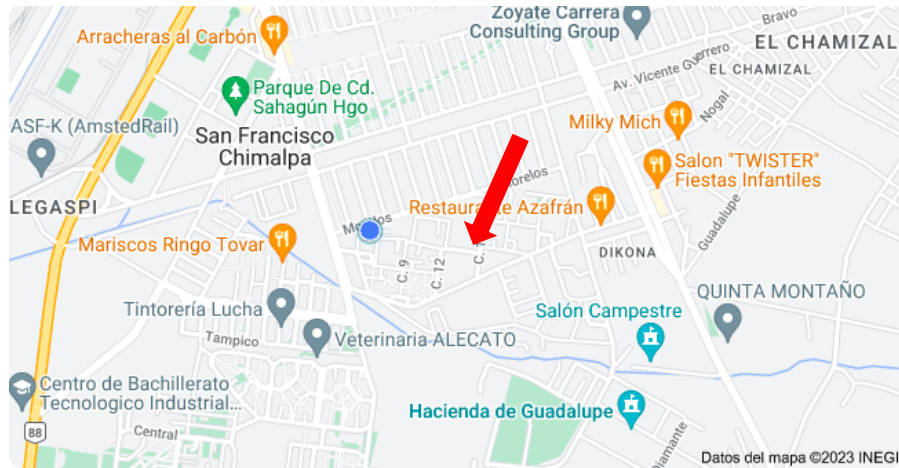 Zoyate Carrera
Consulting Group
Bravo
Arracheras al Carbón
EL CHAMIZAL
Av. Vicente Guerrero
EL CHAMIZAL
Parque De Cd.
Sahagún Hgo
Nogal
ASF-K (AmstedRail)
Milky Mich
San Francisco
Chimalpa
Salon "TWISTER"
Fiestas Infantiles
Morelos
LEGASPI
Restaurante Azafrán
Morelos
Guadalupe
Mariscos Ringo Tovar
DIKONA
C. 9
C. 12
QUINTA MONTAÑO
Tintorería Lucha
Salón Campestre
Tampico
Veterinaria ALECATO
Centro de Bachillerato
Tecnologico Industrial...
Hacienda de Guadalupe
88
Central
Diamante
Datos del mapa ©2023 INEGI